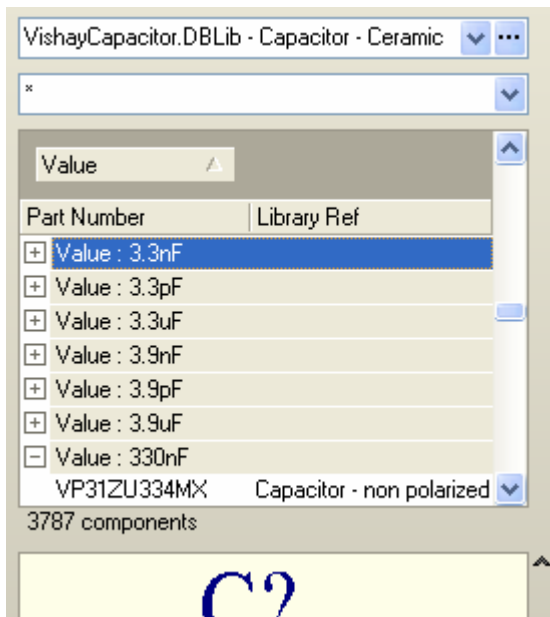 VishayCapacitor.DBLib - Capacitor - Ceramic ...
*
Value
Part Number Library Ref
Value : 3.3nF
Value : 3.3pF
Value : 3.3uF
Value : 3.9nF
Value : 3.9pF
Value : 3.9uF
Value : 330nF
VP31ZU334MX Capacitor - non polarized
3787 components
C?